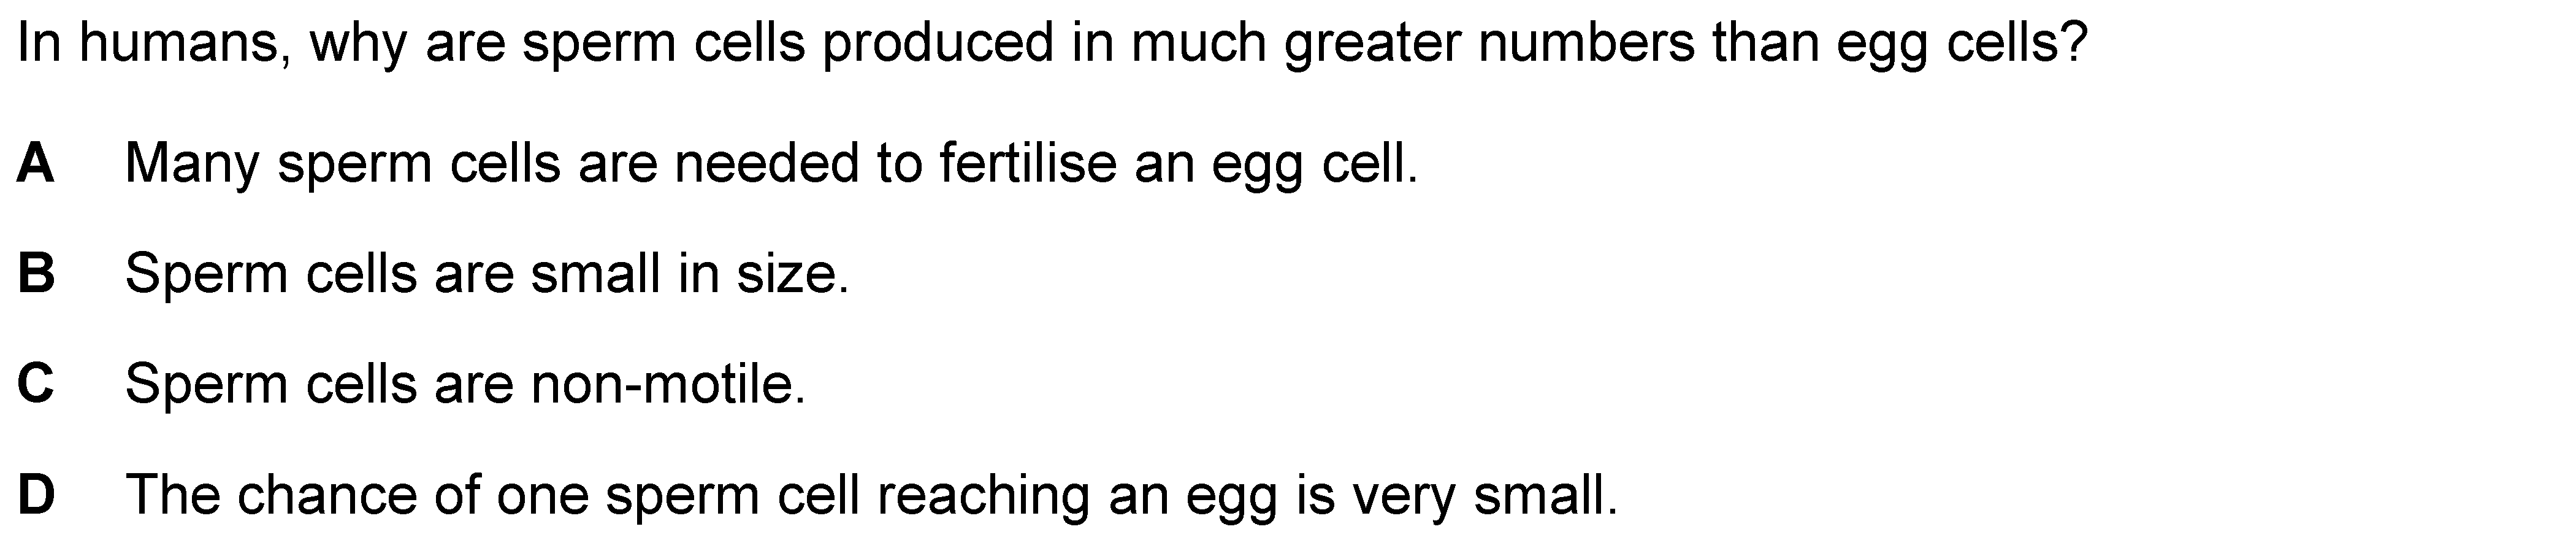 In humans, why are sperm cells produced in much greater numbers than egg cells?
A Many sperm cells are needed to fertilise an egg cell.
B Sperm cells are small in size.
C Sperm cells are non-motile.
D The chance of one sperm cell reaching an egg is very small.